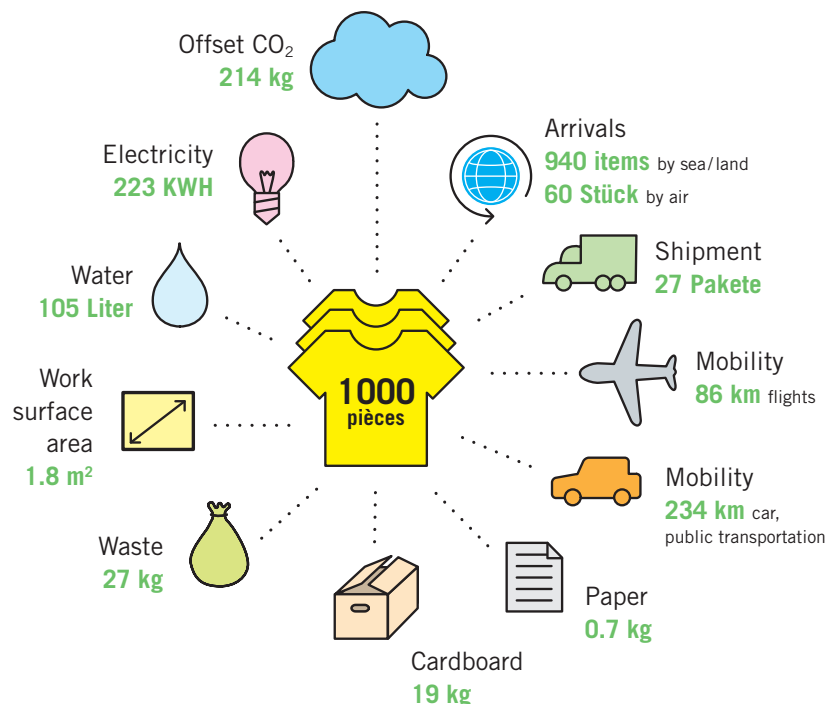 Offset CO₂
214 kg
Arrivals
940 items by sea/land
60 Stück by air
Electricity
223 KWH
Shipment
27 Pakete
Water
105 Liter
Mobility
86 km flights
1000
pièces
Work
surface
area
1.8 m²
Mobility
234 km car,
public transportation
Waste
27 kg
Paper
0.7 kg
Cardboard
19 kg